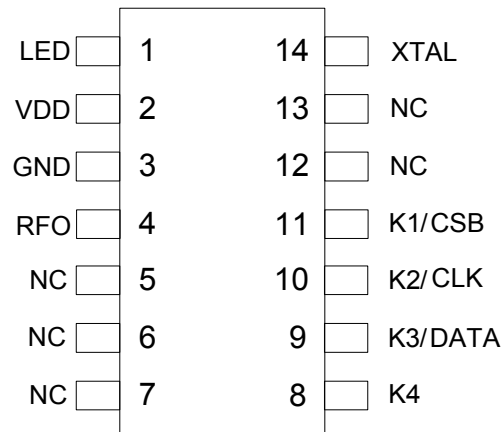 LED 1 14 XTAL
VDD 2 13 NC
GND 3 12 NC
RFO 4 11 K1/CSB
NC 5 10 K2/CLK
NC 6 9 K3/DATA
NC 7 8 K4